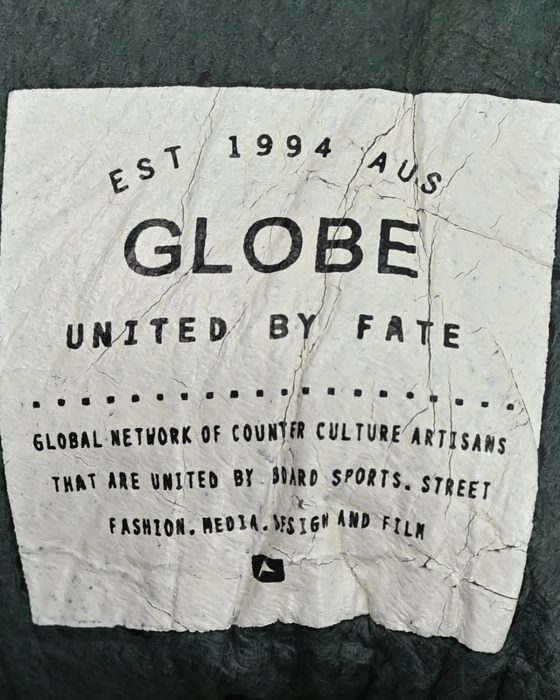 EST 1994 AUS
GLOBE
UNITED BY FATE
GLOBAL NETWORK OF COUNTER CULTURE ARTISANS
THAT ARE UNITED BY BOARD SPORTS. STREET
FASHION. MEDIA. DESIGN AND FILM